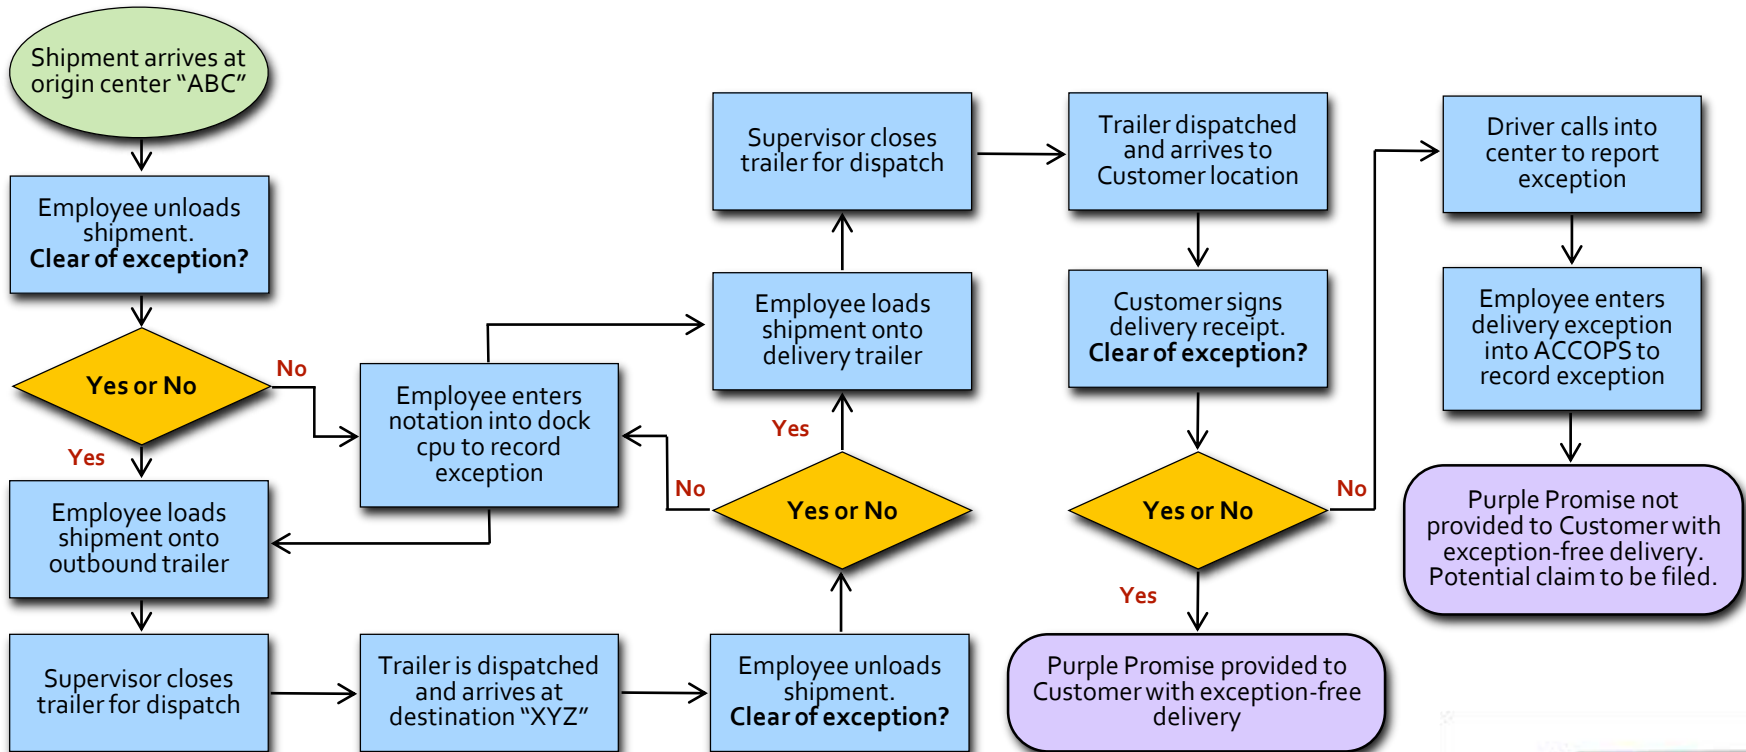 Shipment arrives at
origin center “ABC”
Employee unloads
shipment.
Clear of exception?
Yes or No
No
Yes
Employee loads
shipment onto
outbound trailer
Supervisor closes
trailer for dispatch
Employee enters
notation into dock
cpu to record
exception
Trailer is dispatched
and arrives at
destination “XYZ”
Employee unloads
shipment.
Clear of exception?
Yes or No
No
Yes
Employee loads
shipment onto
delivery trailer
Supervisor closes
trailer for dispatch
Trailer dispatched
and arrives to
Customer location
Customer signs
delivery receipt.
Clear of exception?
Yes or No
No
Yes
Purple Promise provided to
Customer with exception-free
delivery
Driver calls into
center to report
exception
Employee enters
delivery exception
into ACCOPS to
record exception
Purple Promise not
provided to Customer with
exception-free delivery.
Potential claim to be filed.